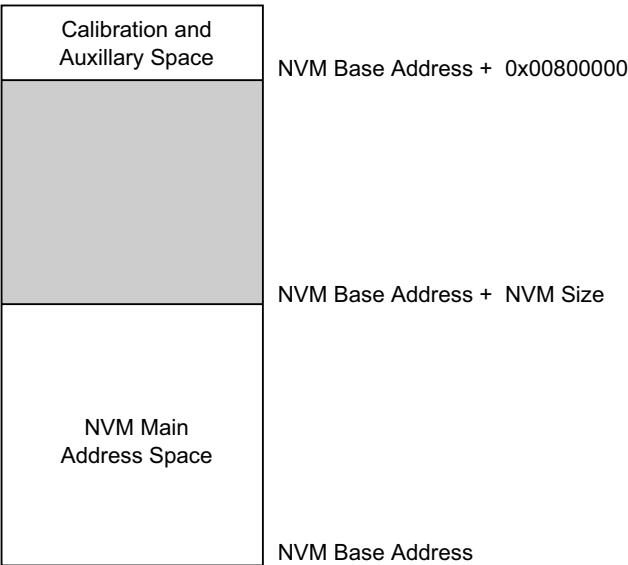 Calibration and
Auxillary Space
NVM Base Address + 0x00800000
NVM Base Address + NVM Size
NVM Main
Address Space
NVM Base Address